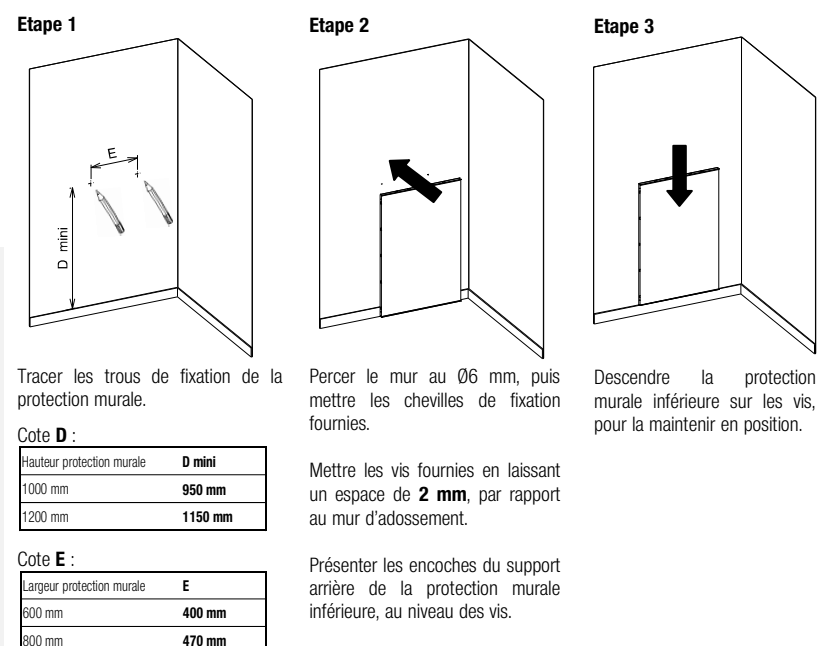 Etape 1
E
D mini
Tracer les trous de fixation de la
protection murale.
Cote D :
Hauteur protection murale D mini
1000 mm 950 mm
1200 mm 1150 mm
Cote E :
Largeur protection murale E
600 mm 400 mm
800 mm 470 mm
Etape 2
Percer le mur au Ø6 mm, puis
mettre les chevilles de fixation
fournies.
Mettre les vis fournies en laissant
un espace de 2 mm, par rapport
au mur d'adossement.
Présenter les encoches du support
arrière de la protection murale
inférieure, au niveau des vis.
Etape 3
Descendre la protection
murale inférieure sur les vis,
pour la maintenir en position.